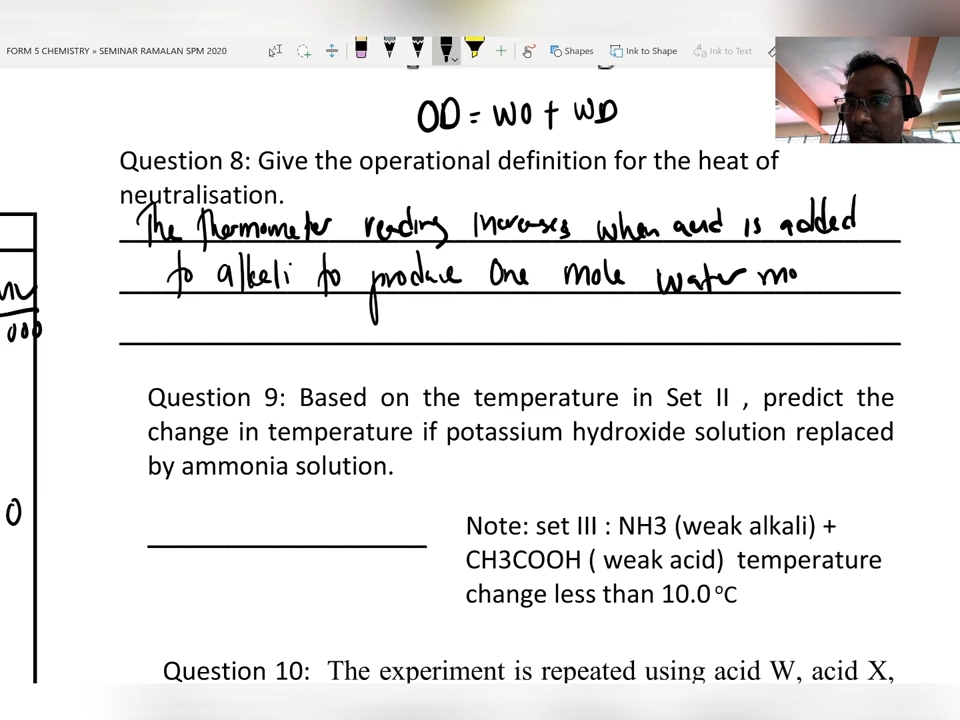 FORM 5 CHEMISTRY » SEMINAR RAMALAN SPM 2020
Shapes
Ink to Shape
Ink to Text
OD = WO + WD
Question 8: Give the operational definition for the heat of
neutralisation.
The thermometer reading increases when acid is added
to alkeli to produce one mole water mo
000
Question 9: Based on the temperature in Set II , predict the
change in temperature if potassium hydroxide solution replaced
by ammonia solution.
0
Note: set III : NH3 (weak alkali) +
CH3COOH ( weak acid) temperature
change less than 10.0 °C
Question 10: The experiment is repeated using acid W, acid X,